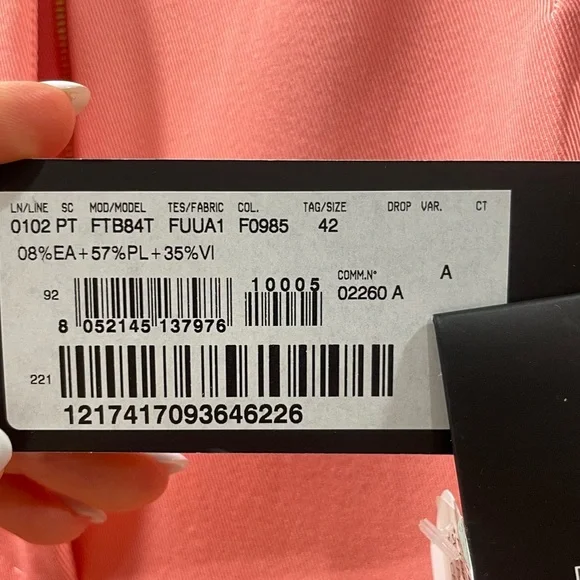 LN/LINE SC MOD/MODEL TES/FABRIC COL. TAG/SIZE DROP VAR. CT
0102 PT FTB84T FUUA1 F0985 42
08%EA+57%PL+35%VI
A
10005
COMM.N°
92
02260 A
8 052145 137976
221
1217417093646226